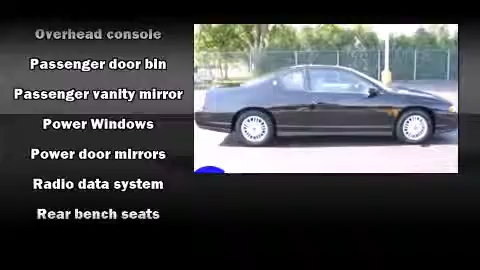 Overhead console
Passenger door bin
Passenger vanity mirror
Power Windows
Power door mirrors
Radio data system
Rear bench seats